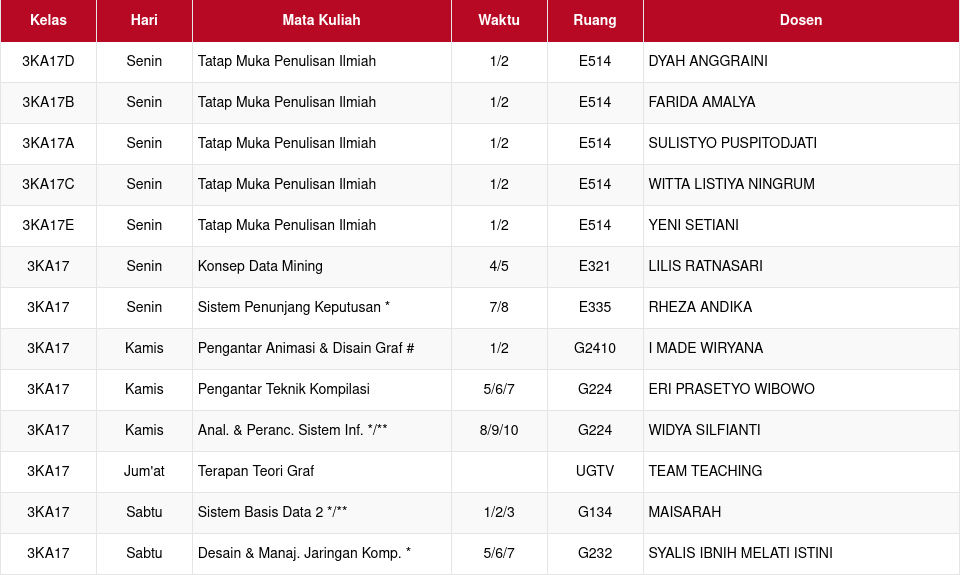 Kelas Hari Mata Kuliah Waktu Ruang Dosen
3KA17D Senin Tatap Muka Penulisan Ilmiah 1/2 E514 DYAH ANGGRAINI
3KA17B Senin Tatap Muka Penulisan Ilmiah 1/2 E514 FARIDA AMALYA
3KA17A Senin Tatap Muka Penulisan Ilmiah 1/2 E514 SULISTYO PUSPITODJATI
3KA17C Senin Tatap Muka Penulisan Ilmiah 1/2 E514 WITTA LISTIYA NINGRUM
3KA17E Senin Tatap Muka Penulisan Ilmiah 1/2 E514 YENI SETIANI
3KA17 Senin Konsep Data Mining 4/5 E321 LILIS RATNASARI
3KA17 Senin Sistem Penunjang Keputusan * 7/8 E335 RHEZA ANDIKA
3KA17 Kamis Pengantar Animasi & Disain Graf # 1/2 G2410 I MADE WIRYANA
3KA17 Kamis Pengantar Teknik Kompilasi 5/6/7 G224 ERI PRASETYO WIBOWO
3KA17 Kamis Anal. & Peranc. Sistem Inf. */** 8/9/10 G224 WIDYA SILFIANTI
3KA17 Jum'at Terapan Teori Graf UGTV TEAM TEACHING
3KA17 Sabtu Sistem Basis Data 2 */** 1/2/3 G134 MAISARAH
3KA17 Sabtu Desain & Manaj. Jaringan Komp. * 5/6/7 G232 SYALIS IBNIH MELATI ISTINI